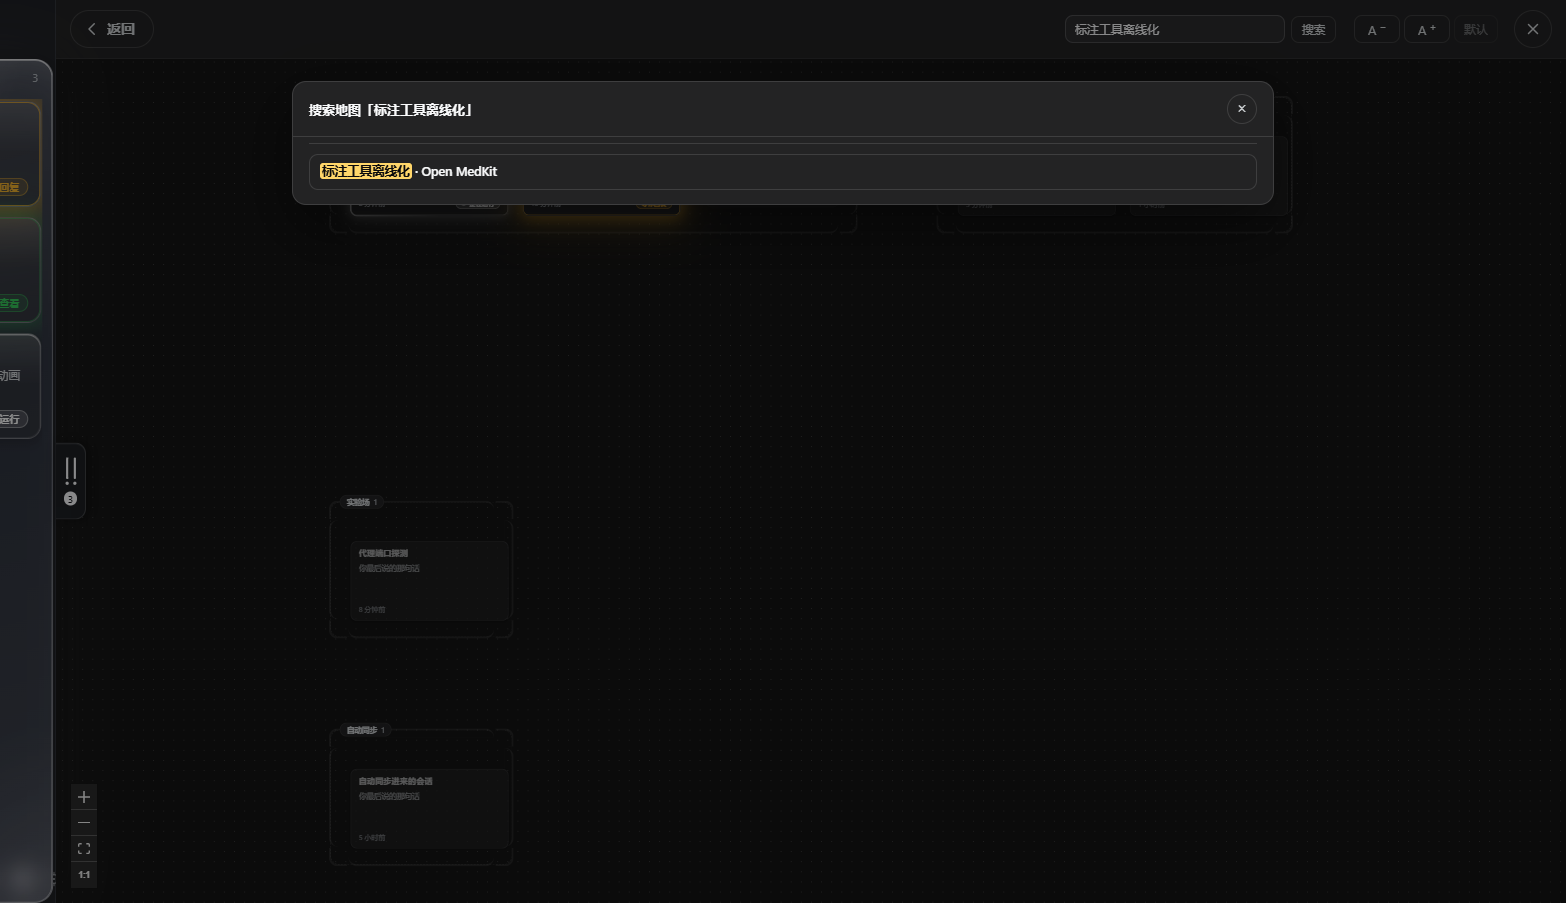 返回
标注工具离线化
搜索
A⁻
A⁺
默认
3
回复
查看
动画
运行
3
搜索地图「标注工具离线化」
标注工具离线化 · Open MedKit
实验场 1
代理端口探测
你最后说的那句话
8 分钟前
自动同步 1
自动同步进来的会话
你最后说的那句话
5 小时前
1:1